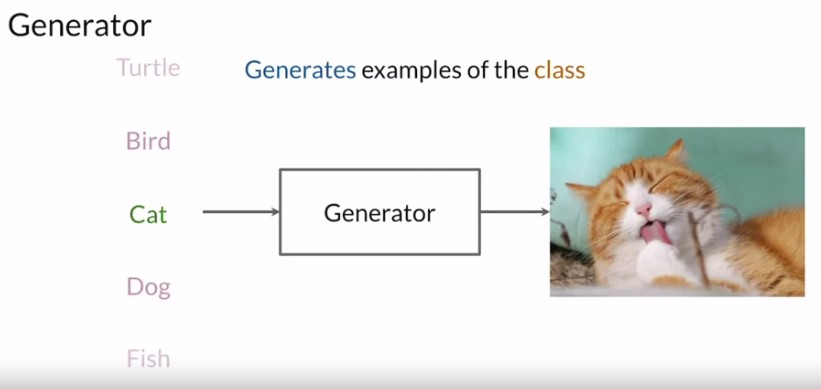 Generator
Turtle
Generates examples of the class
Bird
Cat
Generator
Dog
Fish